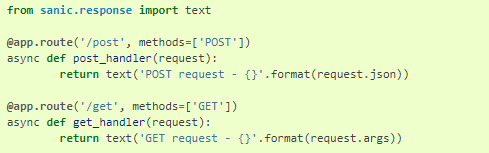 from sanic.response import text
@app.route('/post', methods=['POST'])
async def post_handler(request):
return text('POST request - {}'.format(request.json))
@app.route('/get', methods=['GET'])
async def get_handler(request):
return text('GET request - {}'.format(request.args))